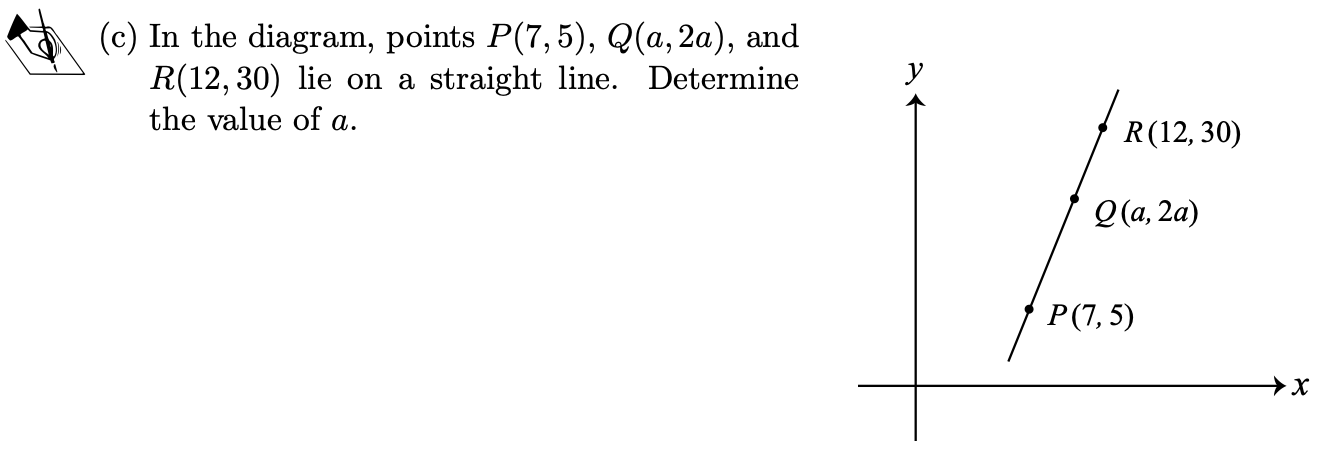 (c) In the diagram, points P(7, 5), Q(a, 2a), and
R(12, 30) lie on a straight line. Determine
the value of a.
y
R(12, 30)
Q(a, 2a)
P(7, 5)
x